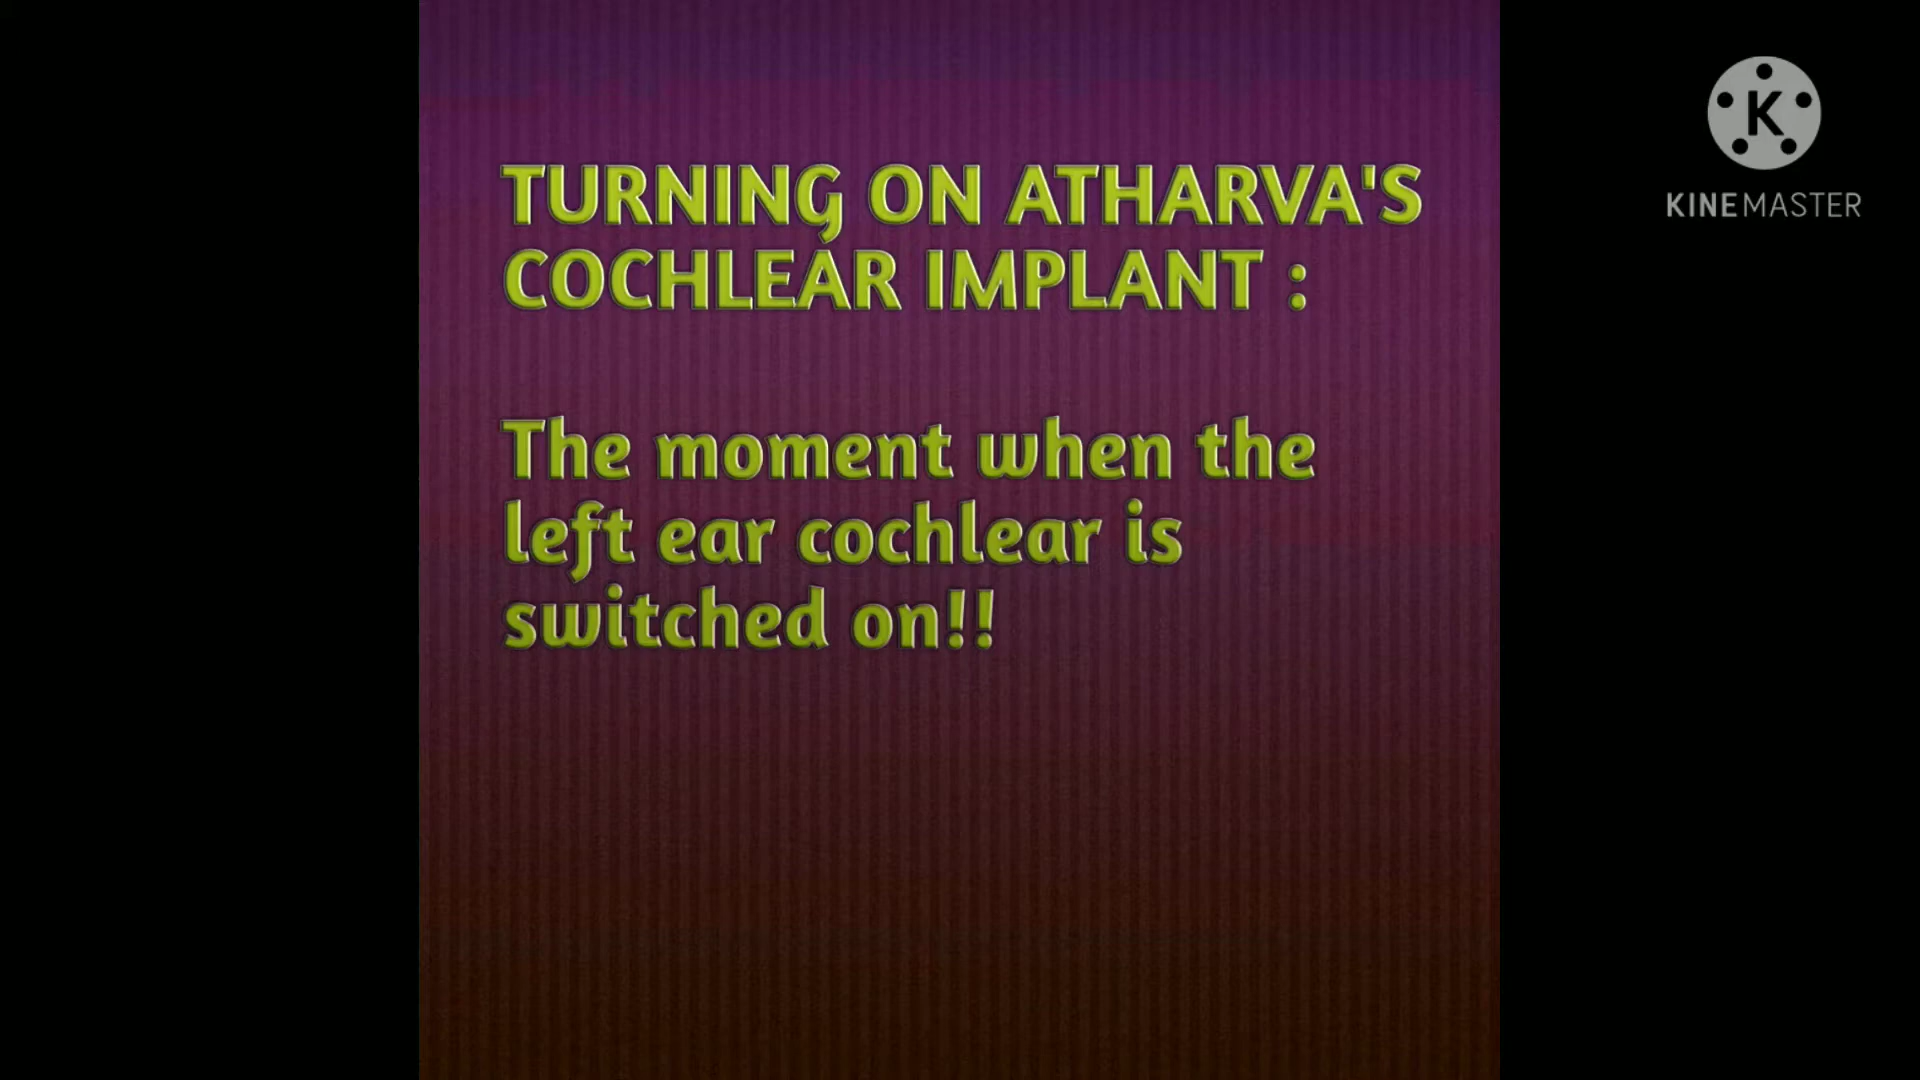 TURNING ON ATHARVA'S
COCHLEAR IMPLANT :
The moment when the
left ear cochlear is
switched on!!
K
KINEMASTER